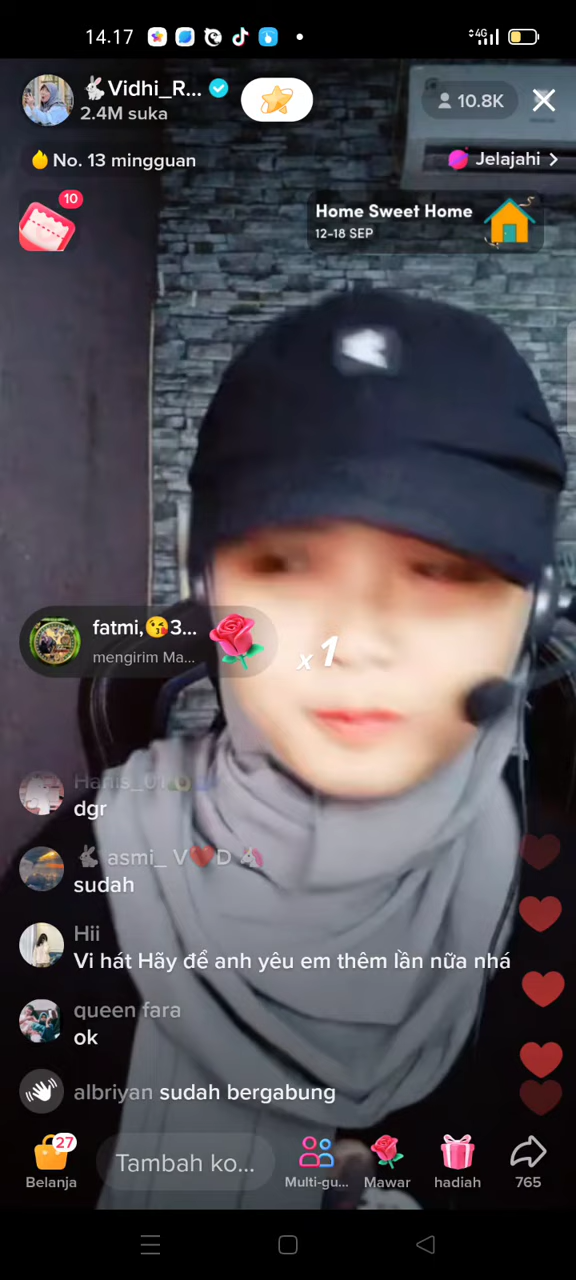 14.17
4G
Vidhi_R...
2.4M suka
10.8K
No. 13 mingguan
Jelajahi
10
Home Sweet Home
12-18 SEP
fatmi,😘3...
mengirim Ma...
x1
dgr
asmi_ V❤️D
sudah
Hii
Vi hát Hãy để anh yêu em thêm lần nữa nhá
queen fara
ok
albriyan sudah bergabung
27
Tambah ko...
Belanja
Multi-gu...
Mawar
hadiah
765